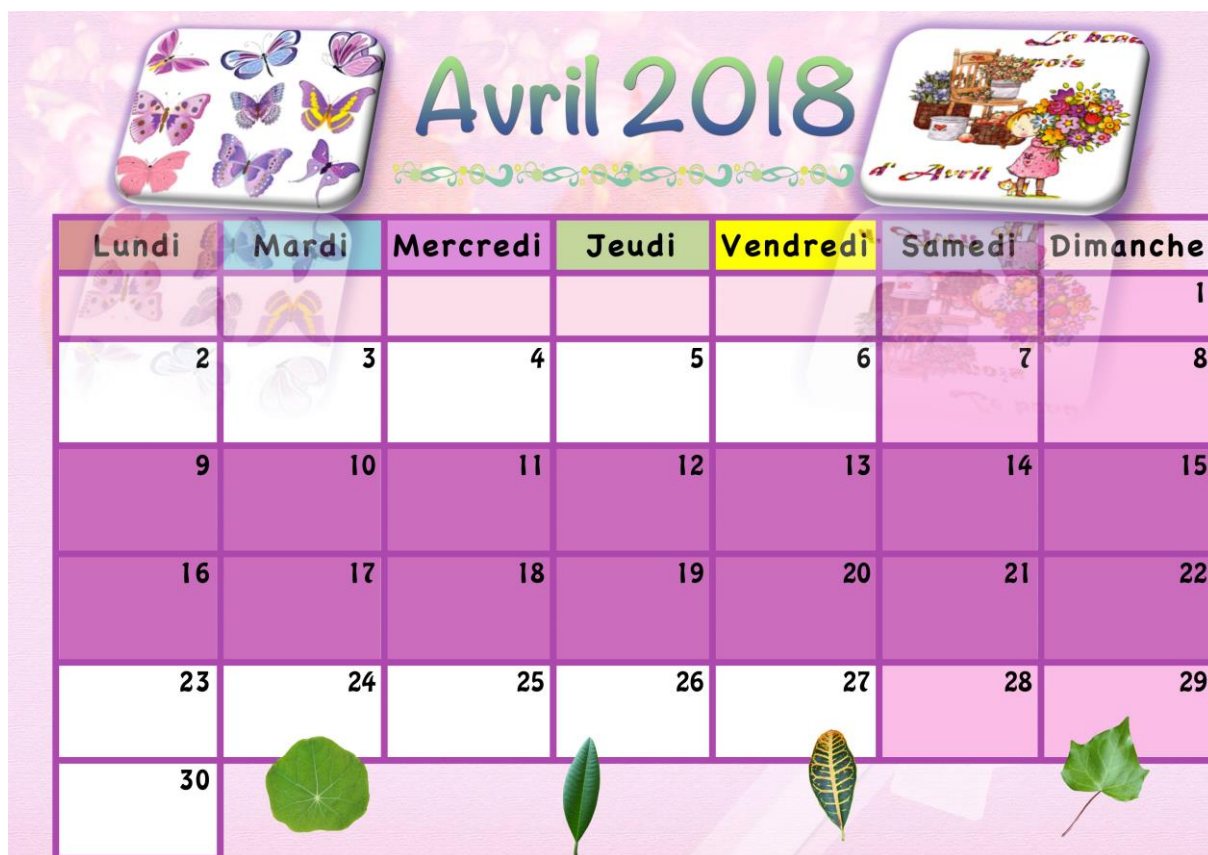 Avril 2018
Le beau
mois
d' Avril
Lundi Mardi Mercredi Jeudi Vendredi Samedi Dimanche
1
2 3 4 5 6 7 8
9 10 11 12 13 14 15
16 17 18 19 20 21 22
23 24 25 26 27 28 29
30